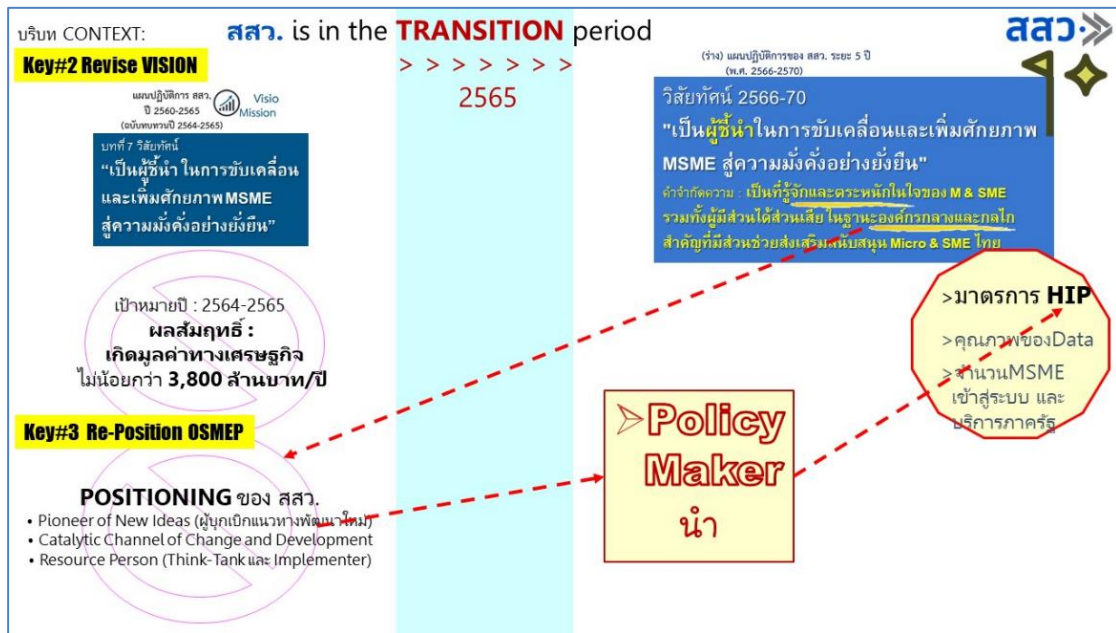 บริบท CONTEXT:
สสว. is in the TRANSITION period
สสว
Key#2 Revise VISION
> > > > > > >
2565
แผนปฏิบัติการ สสว.
ปี 2560-2565
(ฉบับทบทวนปี 2564-2565)
Visio
Mission
บทที่ 7 วิสัยทัศน์
“เป็นผู้ชี้นำ ในการขับเคลื่อน
และเพิ่มศักยภาพ MSME
สู่ความมั่งคั่งอย่างยั่งยืน”
(ร่าง) แผนปฏิบัติการของ สสว. ระยะ 5 ปี
(พ.ศ. 2566-2570)
วิสัยทัศน์ 2566-70
"เป็นผู้ชี้นำในการขับเคลื่อนและเพิ่มศักยภาพ
MSME สู่ความมั่งคั่งอย่างยั่งยืน"
คำจำกัดความ : เป็นที่รู้จักและตระหนักในใจของ M & SME
รวมทั้งผู้มีส่วนได้ส่วนเสีย ในฐานะองค์กรกลางและกลไก
สำคัญที่มีส่วนช่วยส่งเสริมสนับสนุน Micro & SME ไทย
เป้าหมายปี : 2564-2565
ผลสัมฤทธิ์ :
เกิดมูลค่าทางเศรษฐกิจ
ไม่น้อยกว่า 3,800 ล้านบาท/ปี
>มาตรการ HIP
>คุณภาพของData
>จำนวนMSME
เข้าสู่ระบบ และ
บริการภาครัฐ
Key#3 Re-Position OSMEP
POSITIONING ของ สสว.
• Pioneer of New Ideas (ผู้บุกเบิกแนวทางพัฒนาใหม่)
• Catalytic Channel of Change and Development
• Resource Person (Think-Tank และ Implementer)
Policy
Maker
นำ